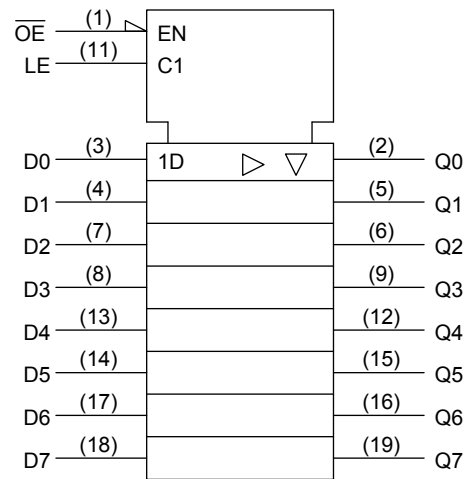 O̅E̅ (1) EN
LE (11) C1
D0 (3) 1D (2) Q0
D1 (4) (5) Q1
D2 (7) (6) Q2
D3 (8) (9) Q3
D4 (13) (12) Q4
D5 (14) (15) Q5
D6 (17) (16) Q6
D7 (18) (19) Q7